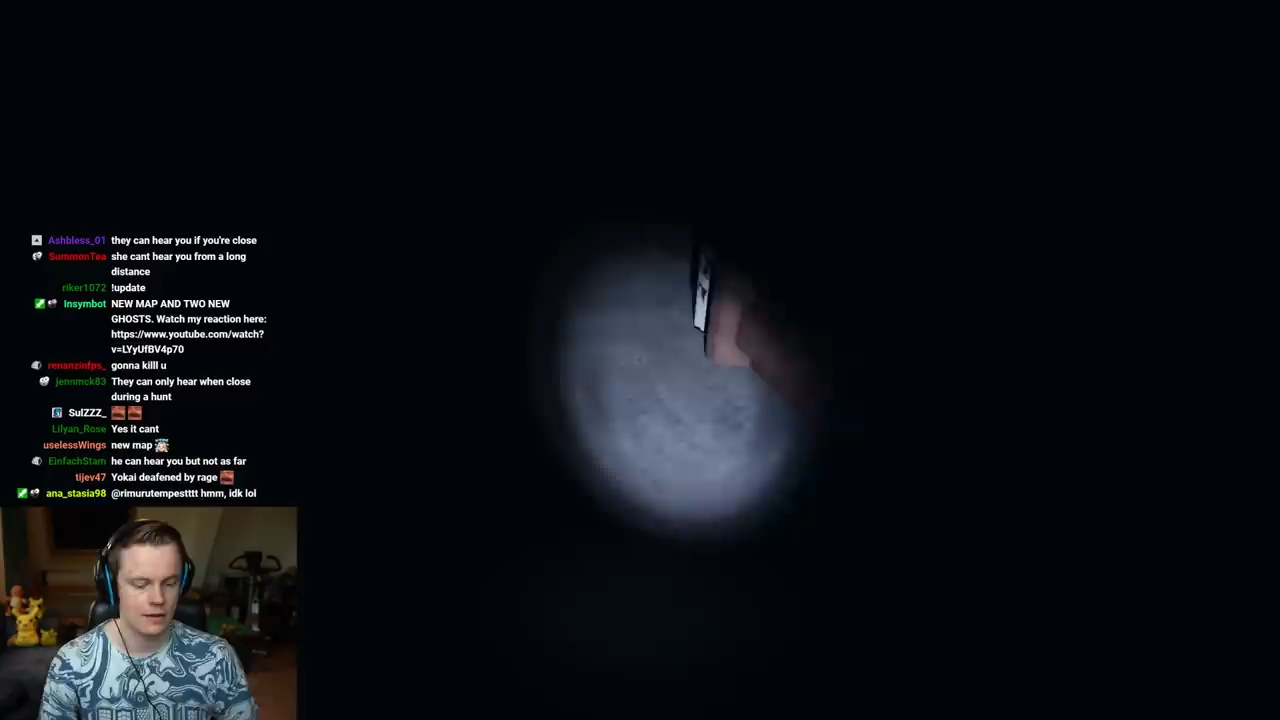 Ashbless_01 they can hear you if you're close
SummonTea she cant hear you from a long
distance
riker1072 !update
Insymbot NEW MAP AND TWO NEW
GHOSTS. Watch my reaction here:
https://www.youtube.com/watch?
v=LYyUfBV4p70
renanzinfps_ gonna killl u
jennmck83 They can only hear when close
during a hunt
SulZZZ_
Lilyan_Rose Yes it cant
uselessWings new map
EinfachStam he can hear you but not as far
tijev47 Yokai deafened by rage
ana_stasia98 @rimurutempestttt hmm, idk lol